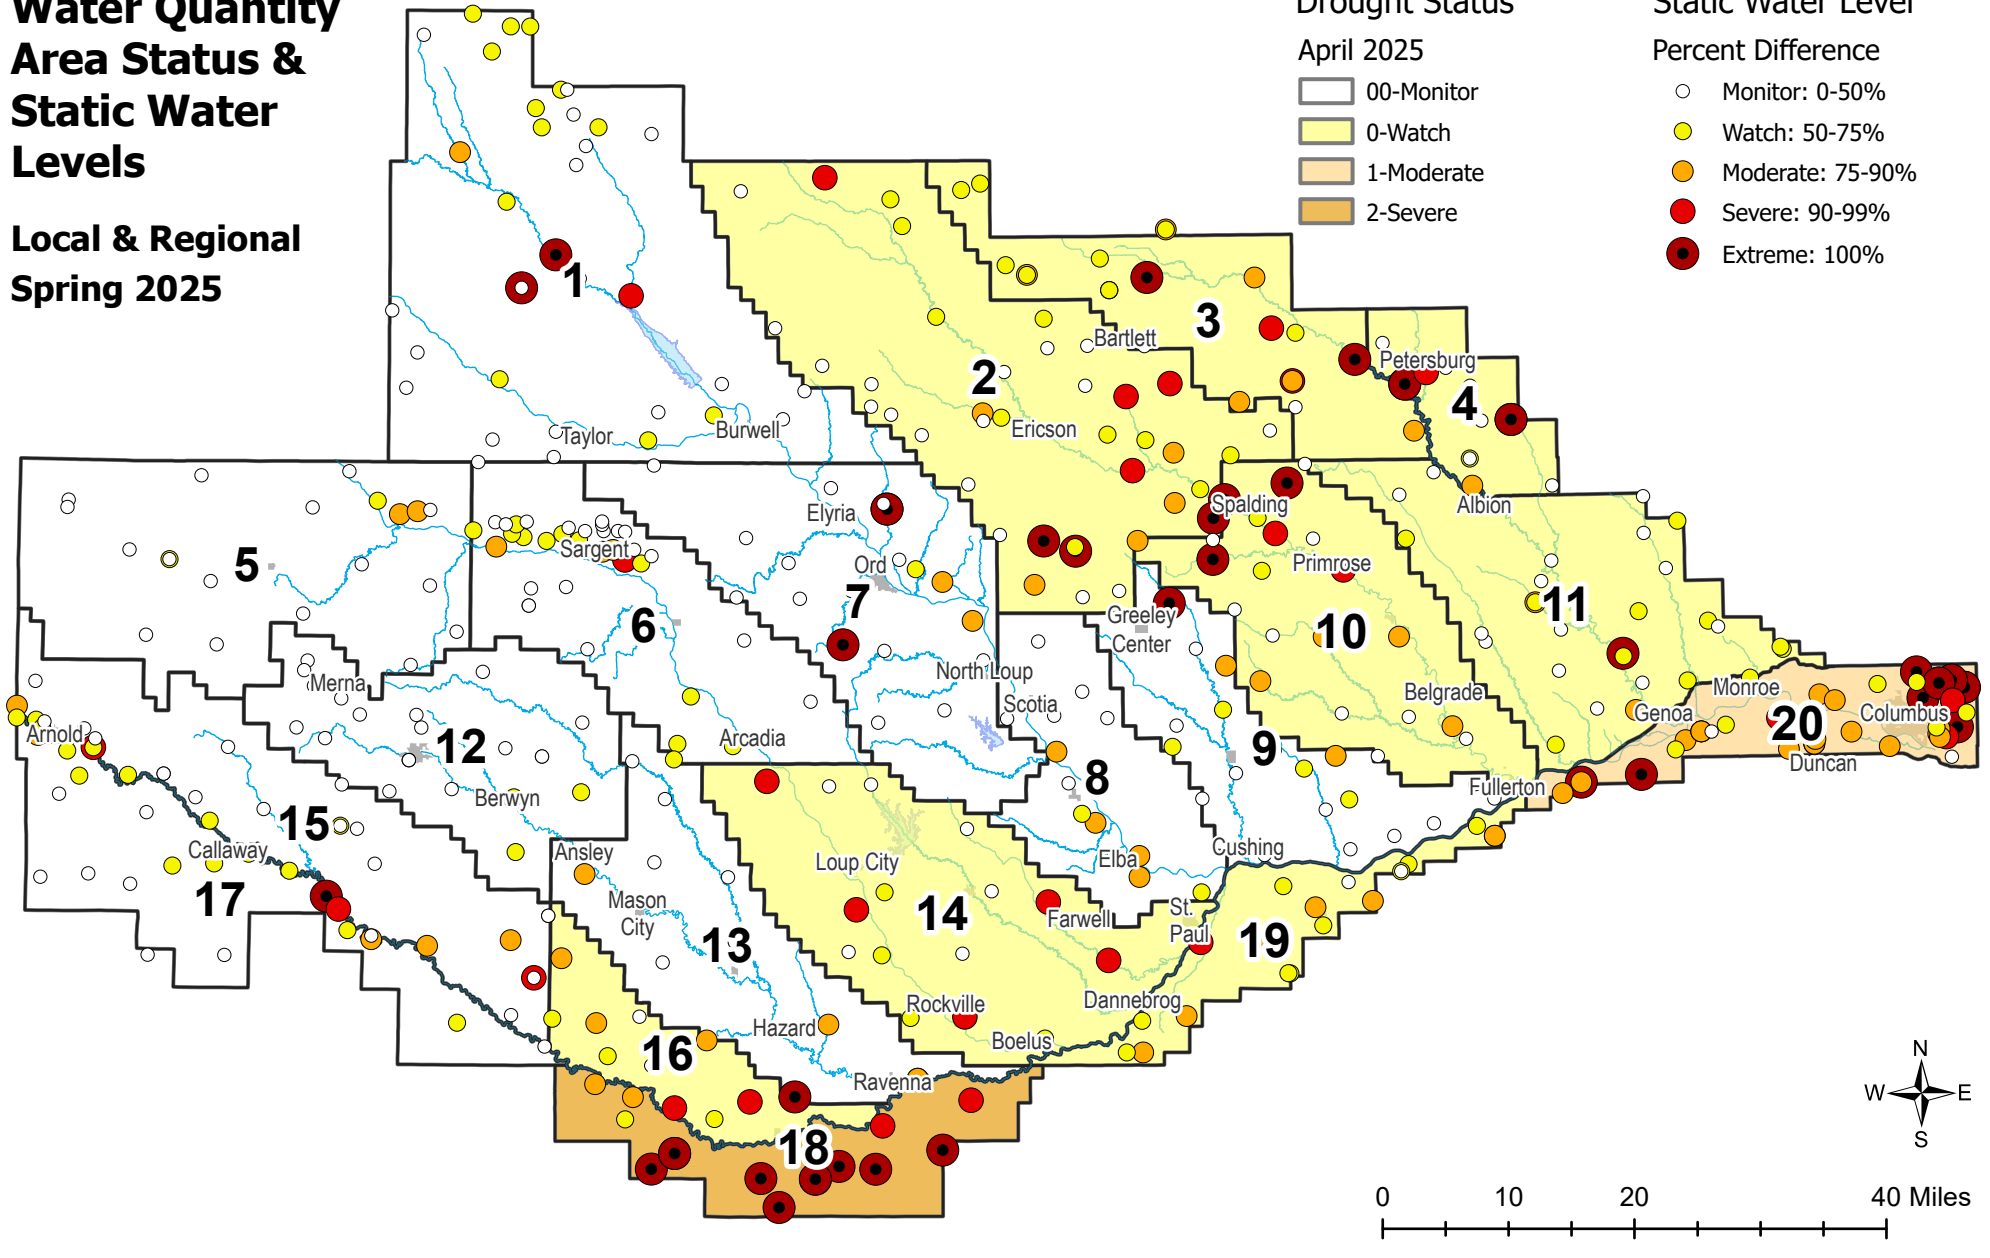 Water Quantity
Area Status &
Static Water
Levels
Local & Regional
Spring 2025
Drought Status
April 2025
00-Monitor
0-Watch
1-Moderate
2-Severe
Static Water Level
Percent Difference
Monitor: 0-50%
Watch: 50-75%
Moderate: 75-90%
Severe: 90-99%
Extreme: 100%
1
2
3
Bartlett
Petersburg
4
Taylor
Burwell
Ericson
Elyria
Spalding
Albion
5
Sargent
Ord
Primrose
6
7
Greeley
Center
10
11
Merna
North Loup
Scotia
Belgrade
Monroe
Genoa
20
Columbus
Duncan
Arnold
12
Arcadia
9
8
Berwyn
Fullerton
15
Callaway
17
Ansley
Mason
City
13
Loup City
14
Elba
Cushing
Farwell
St.
Paul
19
Rockville
Dannebrog
Hazard
Boelus
16
Ravenna
18
N
W
E
S
0
10
20
40 Miles